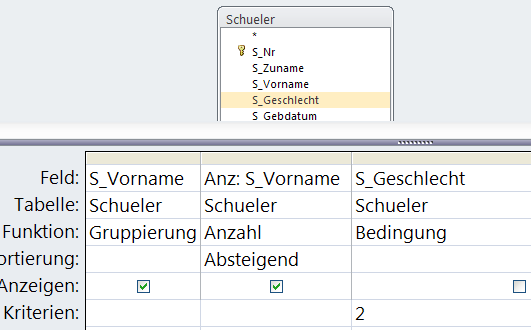 Schueler
*
S_Nr
S_Zuname
S_Vorname
S_Geschlecht
S_Gebdatum
Feld: S_Vorname Anz: S_Vorname S_Geschlecht
Tabelle: Schueler Schueler Schueler
Funktion: Gruppierung Anzahl Bedingung
ortierung: Absteigend
Anzeigen:
Kriterien: 2